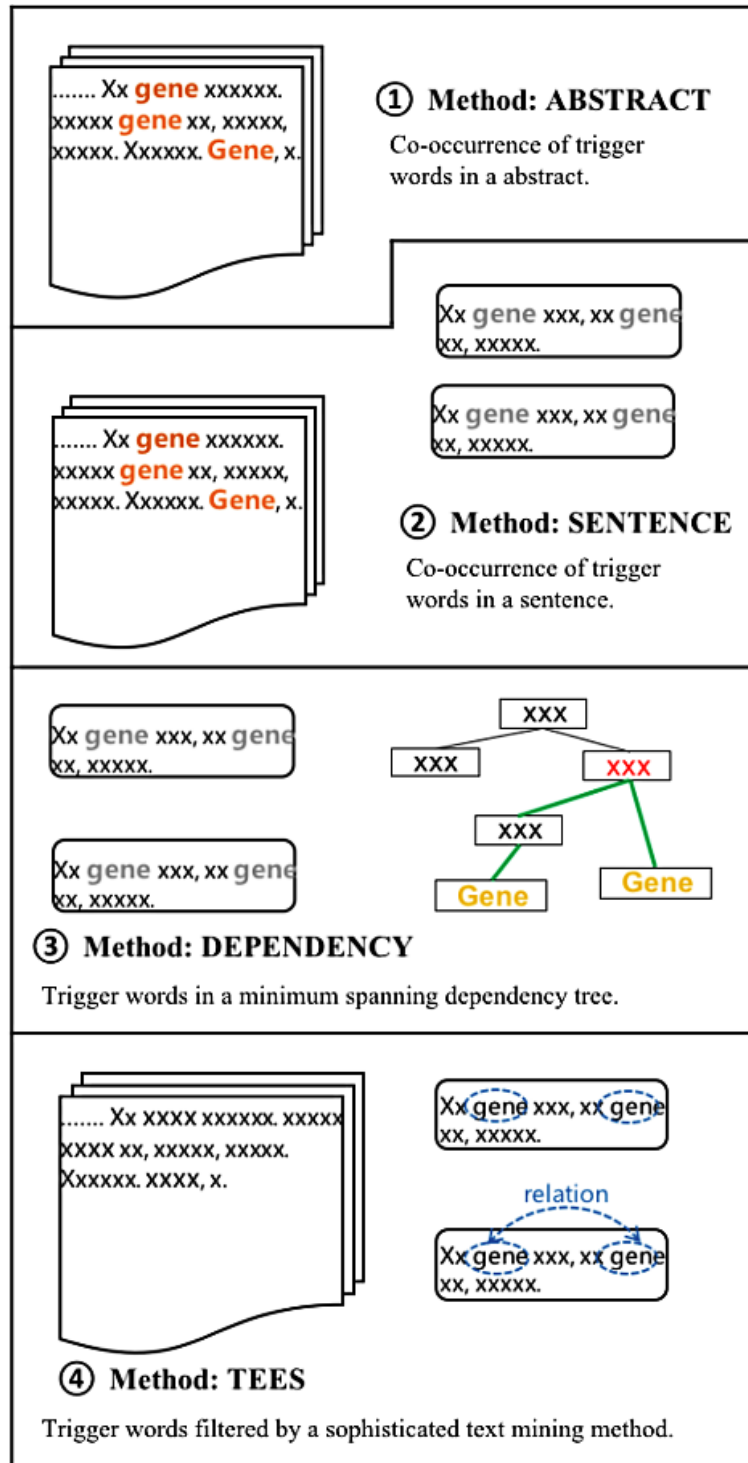 ....... Xx gene xxxxxx.
xxxxx gene xx, xxxxx,
xxxxx. Xxxxxx. Gene, x.
① Method: ABSTRACT
Co-occurrence of trigger
words in a abstract.
Xx gene xxx, xx gene
xx, xxxxx.
Xx gene xxx, xx gene
xx, xxxxx.
....... Xx gene xxxxxx.
xxxxx gene xx, xxxxx,
xxxxx. Xxxxxx. Gene, x.
② Method: SENTENCE
Co-occurrence of trigger
words in a sentence.
Xx gene xxx, xx gene
xx, xxxxx.
Xx gene xxx, xx gene
xx, xxxxx.
xxx
xxx
xxx
xxx
Gene
Gene
③ Method: DEPENDENCY
Trigger words in a minimum spanning dependency tree.
....... Xx xxxx xxxxxx. xxxxx
xxxx xx, xxxxx, xxxxx.
Xxxxxx. xxxx, x.
Xx gene xxx, xx gene
xx, xxxxx.
relation
Xx gene xxx, xx gene
xx, xxxxx.
④ Method: TEES
Trigger words filtered by a sophisticated text mining method.